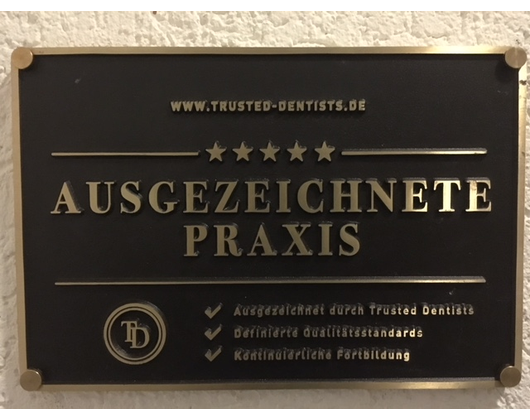 WWW.TRUSTED-DENTISTS.DE
AUSGEZEICHNETE
PRAXIS
TD
Ausgezeichnet durch Trusted Dentists
Definierte Qualitätsstandards
Kontinuierliche Fortbildung